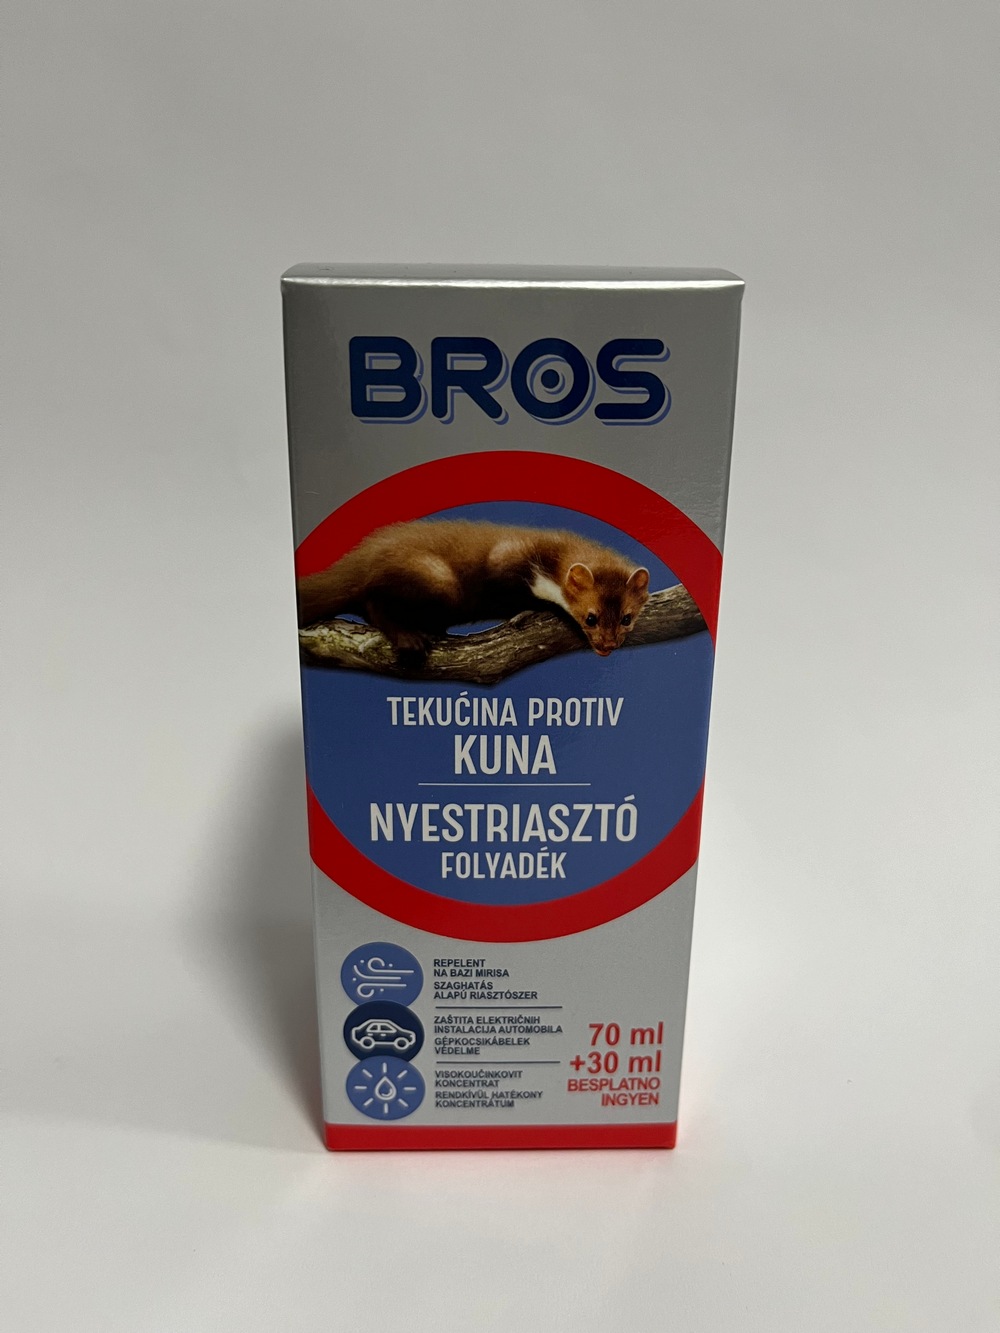 BROS
TEKUĆINA PROTIV
KUNA
NYESTRIASZTÓ
FOLYADÉK
REPELENT
NA BAZI MIRISA
SZAGHATÁS
ALAPÚ RIASZTÓSZER
ZAŠTITA ELEKTRIČNIH
INSTALACIJA AUTOMOBILA
GÉPKOCSIKÁBELEK
VÉDELME
VISOKOUČINKOVIT
KONCENTRAT
RENDKÍVÜL HATÉKONY
KONCENTRÁTUM
70 ml
+30 ml
BESPLATNO
INGYEN